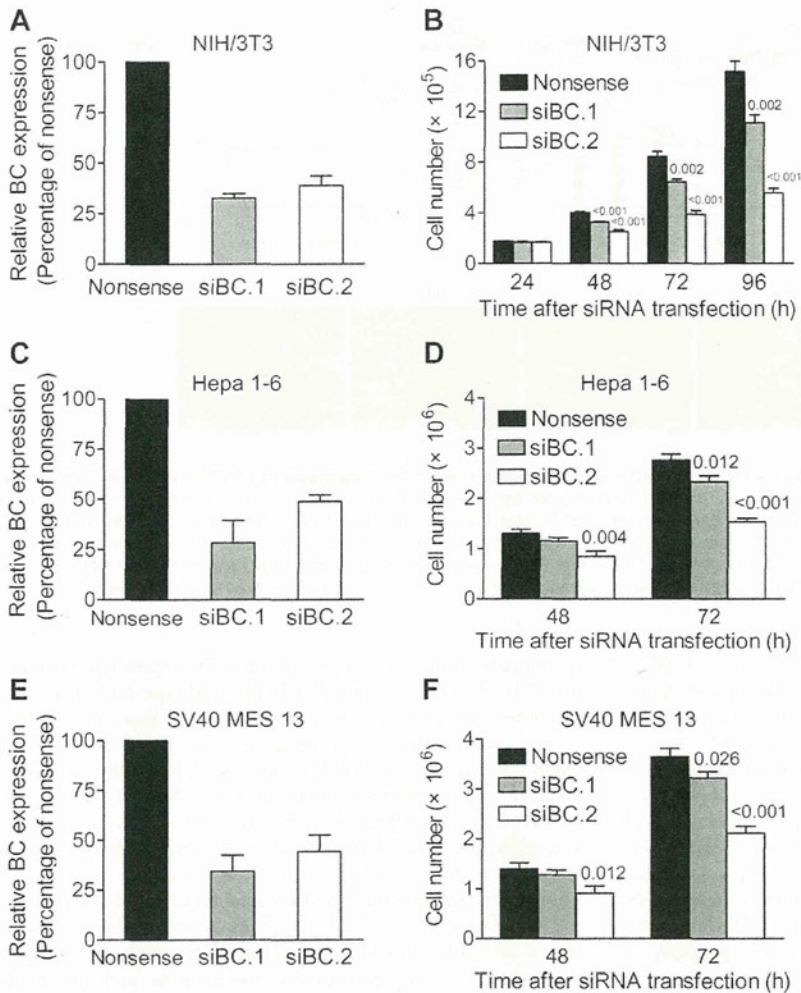 A
NIH/3T3
Relative BC expression
(Percentage of nonsense)
100
75
50
25
0
Nonsense siBC.1 siBC.2
B
NIH/3T3
Cell number (× 10⁵)
16
12
8
4
0
Nonsense
siBC.1
siBC.2
<0.001
<0.001
0.002
<0.001
0.002
<0.001
24 48 72 96
Time after siRNA transfection (h)
C
Hepa 1-6
Relative BC expression
(Percentage of nonsense)
100
75
50
25
0
Nonsense siBC.1 siBC.2
D
Hepa 1-6
Cell number (× 10⁶)
4
3
2
1
0
Nonsense
siBC.1
siBC.2
0.004
0.012
<0.001
48 72
Time after siRNA transfection (h)
E
SV40 MES 13
Relative BC expression
(Percentage of nonsense)
100
75
50
25
0
Nonsense siBC.1 siBC.2
F
SV40 MES 13
Cell number (× 10⁶)
4
3
2
1
0
Nonsense
siBC.1
siBC.2
0.012
0.026
<0.001
48 72
Time after siRNA transfection (h)